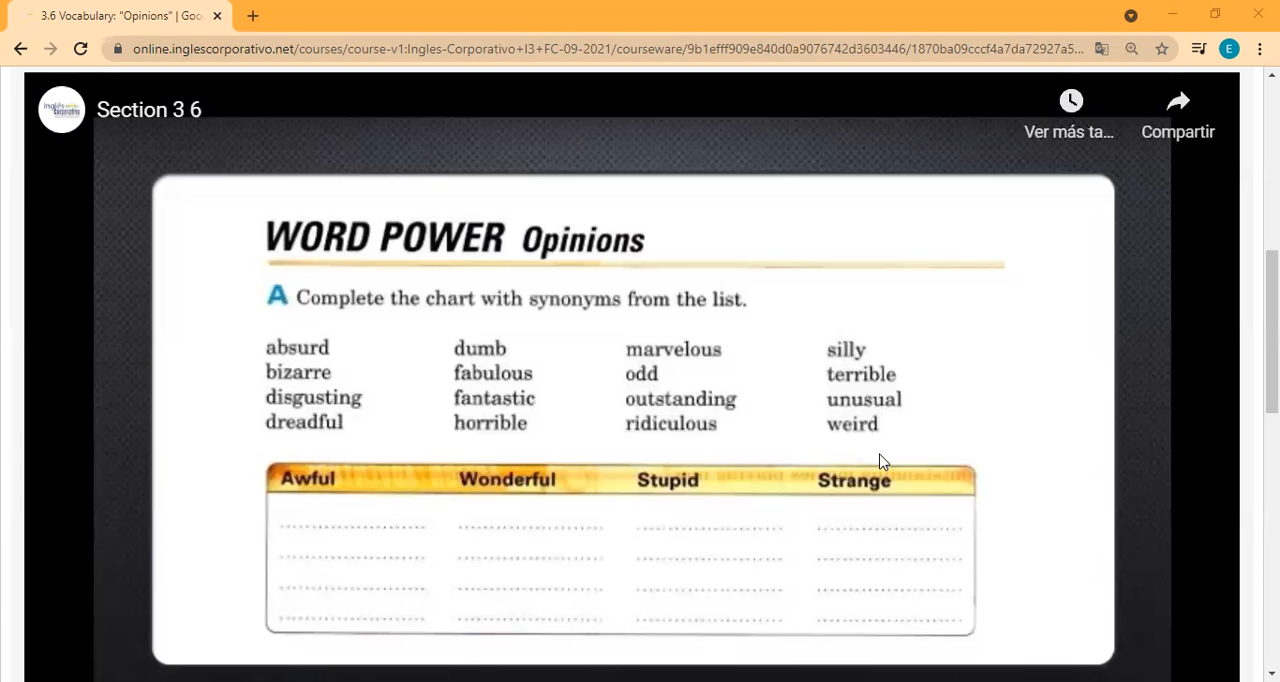 3.6 Vocabulary: "Opinions" | Goo
online.inglescorporativo.net/courses/course-v1:Ingles-Corporativo+I3+FC-09-2021/courseware/9b1efff909e840d0a9076742d3603446/1870ba09cccf4a7da72927a5...
E
Inglés
Corporativo
Section 3 6
Ver más ta...
Compartir
WORD POWER Opinions
A Complete the chart with synonyms from the list.
absurd dumb marvelous silly
bizarre fabulous odd terrible
disgusting fantastic outstanding unusual
dreadful horrible ridiculous weird
Awful Wonderful Stupid Strange